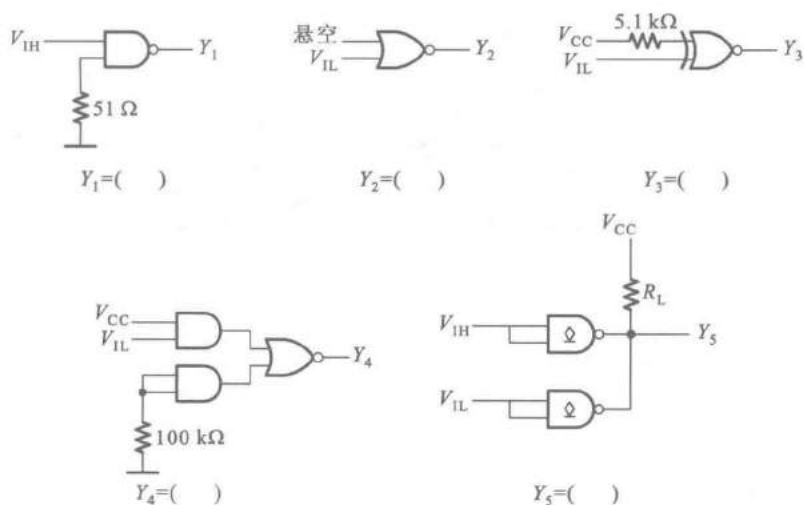 V_IH
Y_1
51 Ω
Y_1=(  )
悬空
V_IL
Y_2
Y_2=(  )
5.1 kΩ
V_CC
V_IL
Y_3
Y_3=(  )
V_CC
V_IL
Y_4
100 kΩ
Y_4=(  )
V_CC
R_L
V_IH
Y_5
V_IL
Y_5=(  )